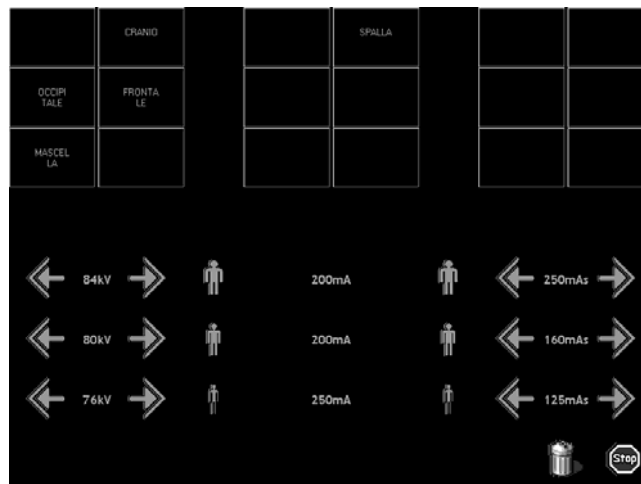 CRANIO
SPALLA
OCCIPI
TALE
FRONTA
LE
MASCEL
LA
84kV
200mA
250mAs
80kV
200mA
160mAs
76kV
250mA
125mAs
Stop